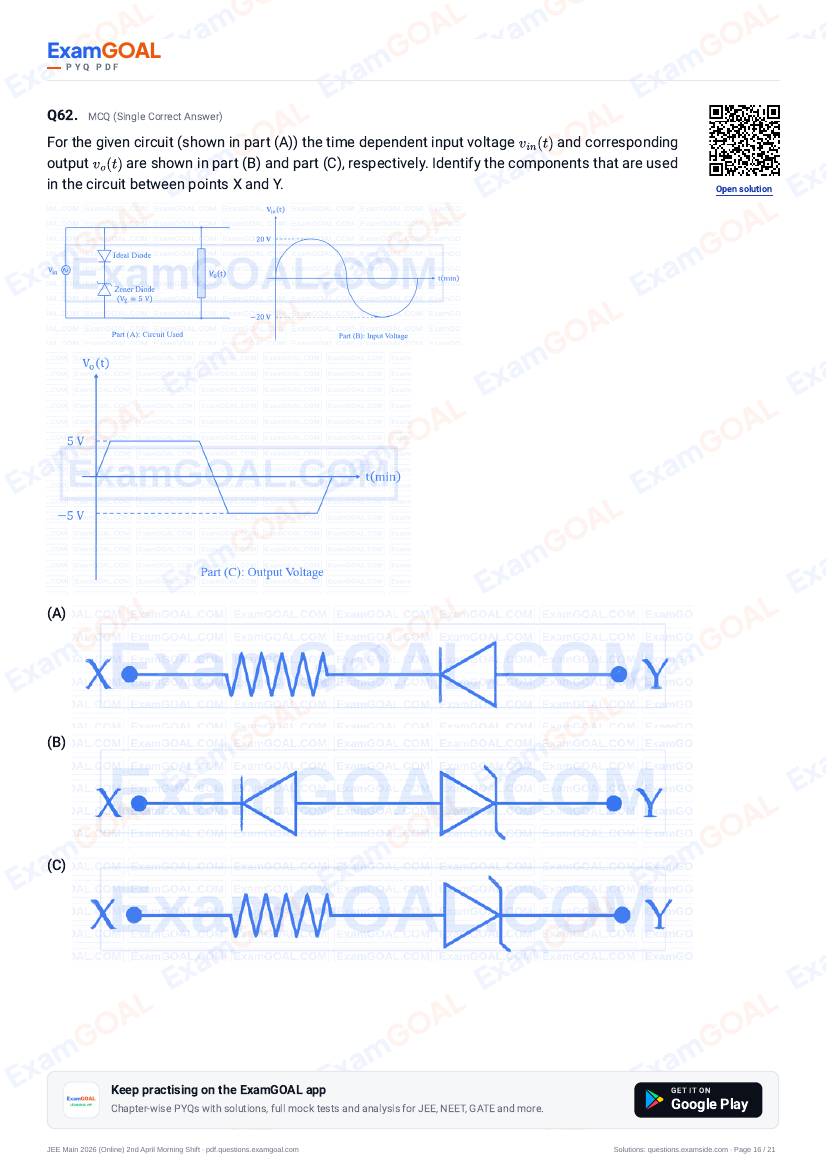 ExamGOAL
PYQ PDF
Q62. MCQ (Single Correct Answer)
For the given circuit (shown in part (A)) the time dependent input voltage v_in(t) and corresponding
output v_o(t) are shown in part (B) and part (C), respectively. Identify the components that are used
in the circuit between points X and Y.
Open solution
V_in
Ideal Diode
Zener Diode
(V_Z = 5 V)
V_0(t)
Part (A): Circuit Used
V_in(t)
20 V
t(min)
−20 V
Part (B): Input Voltage
V_o(t)
5 V
t(min)
−5 V
Part (C): Output Voltage
(A)
X Y
(B)
X Y
(C)
X Y
ExamGOAL
Keep practising on the ExamGOAL app
Chapter-wise PYQs with solutions, full mock tests and analysis for JEE, NEET, GATE and more.
GET IT ON
Google Play
JEE Main 2026 (Online) 2nd April Morning Shift · pdf.questions.examgoal.com
Solutions: questions.examside.com · Page 16 / 21